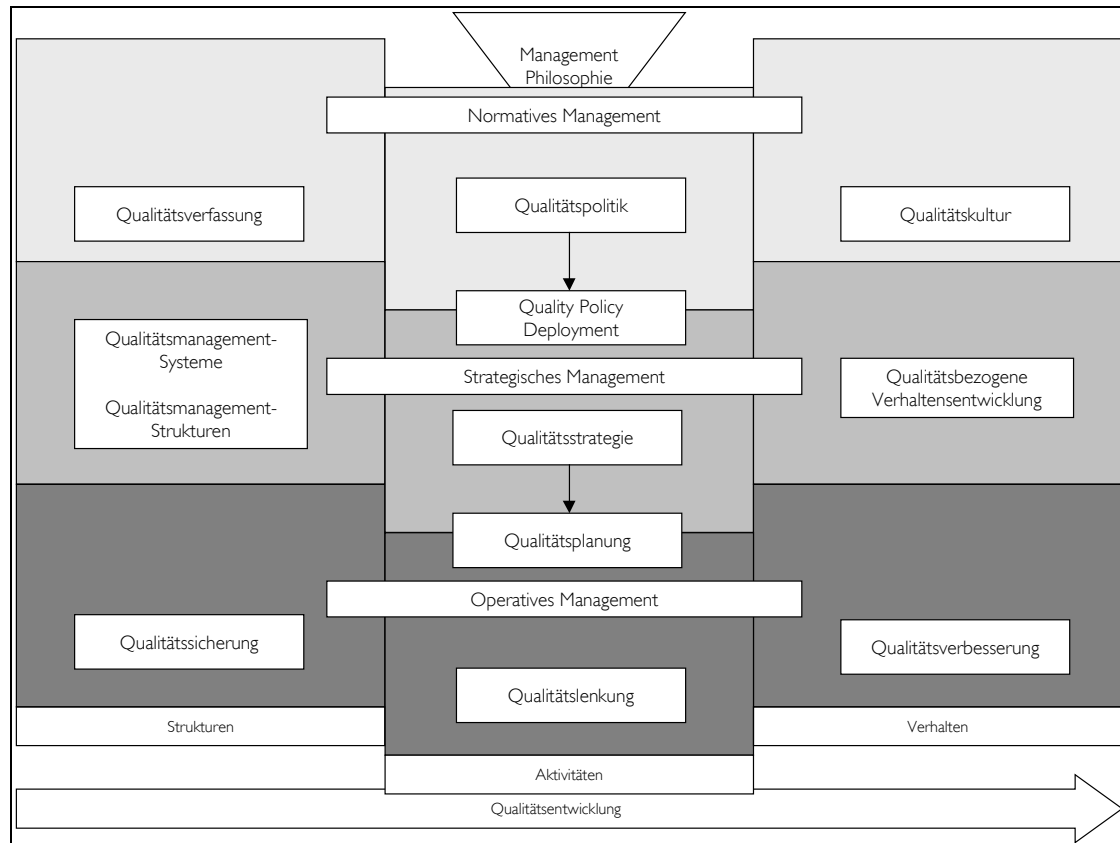 Management
Philosophie
Normatives Management
Qualitätsverfassung
Qualitätspolitik
Qualitätskultur
Quality Policy
Deployment
Qualitätsmanagement-
Systeme
Qualitätsmanagement-
Strukturen
Strategisches Management
Qualitätsbezogene
Verhaltensentwicklung
Qualitätsstrategie
Qualitätsplanung
Operatives Management
Qualitätssicherung
Qualitätsverbesserung
Qualitätslenkung
Strukturen
Verhalten
Aktivitäten
Qualitätsentwicklung